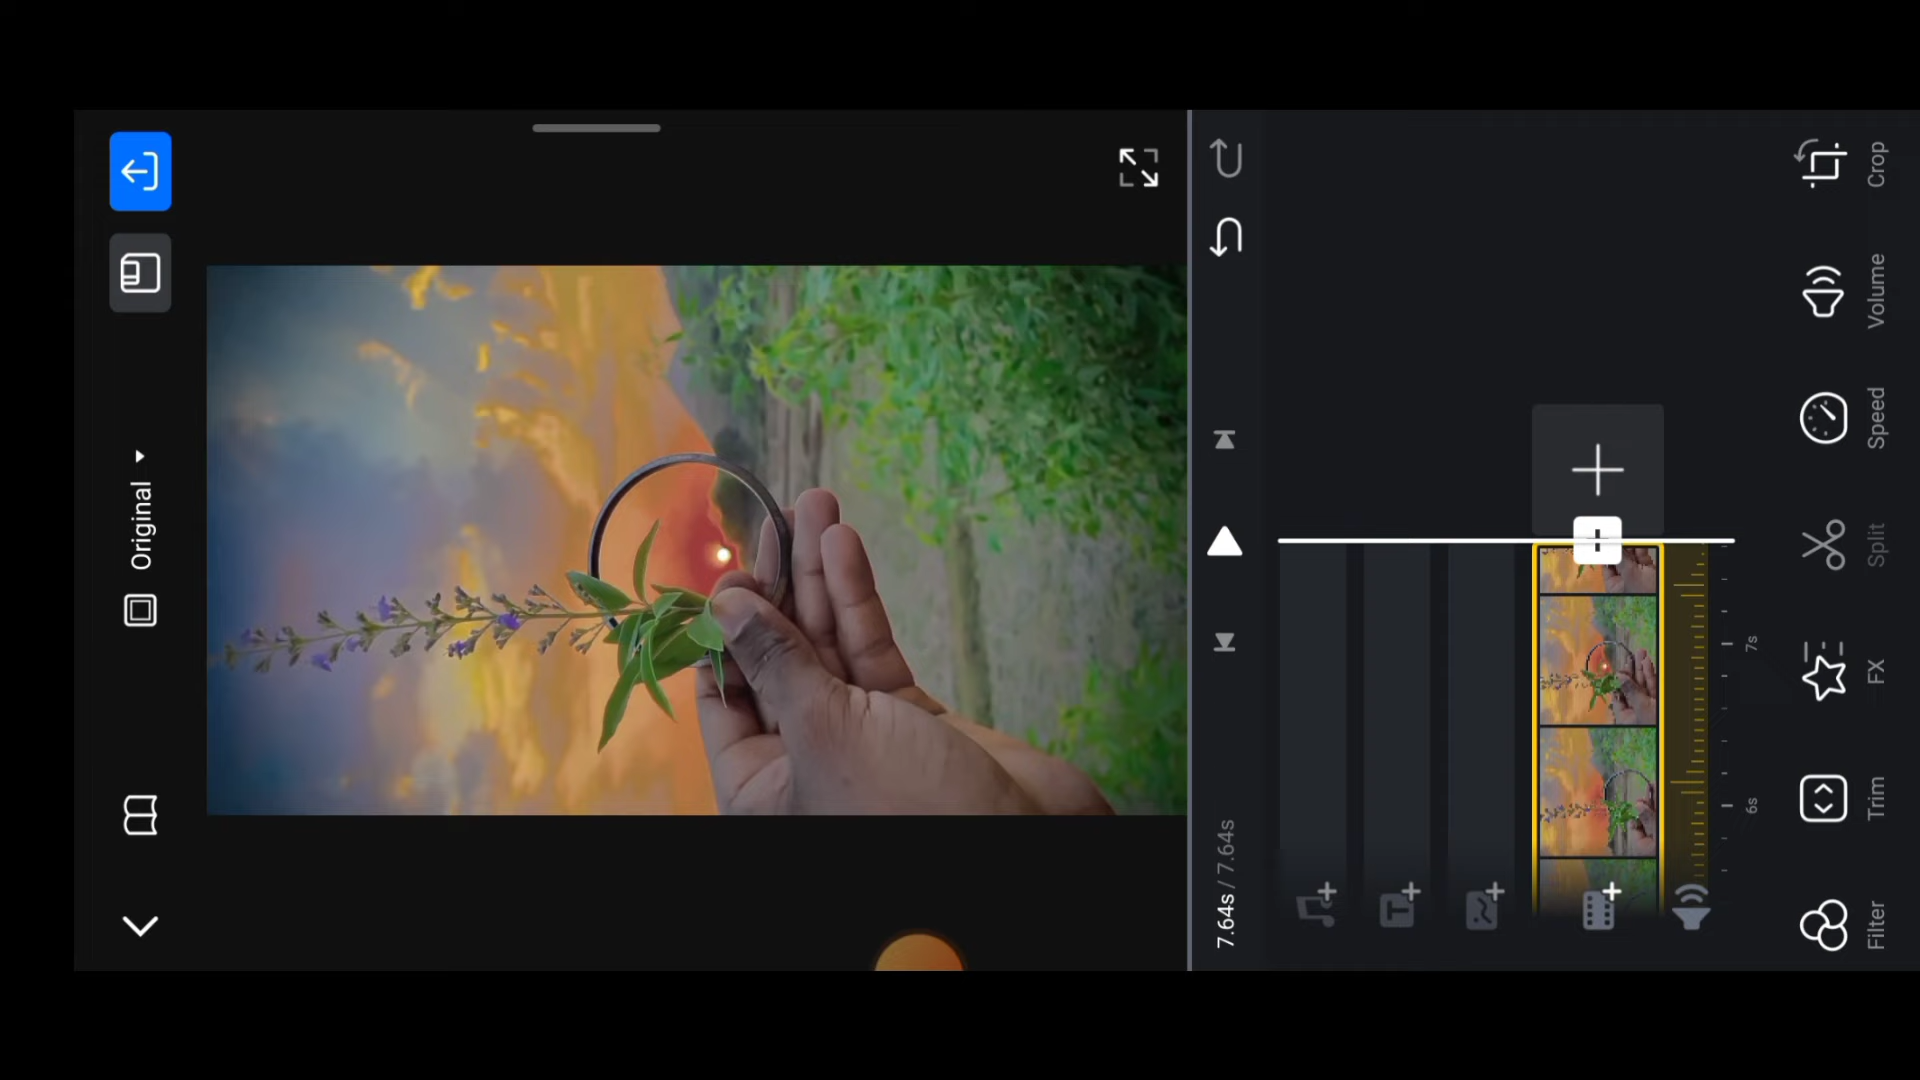 Original
7.64s / 7.64s
6s
7s
Filter
Trim
FX
Split
Speed
Volume
Crop